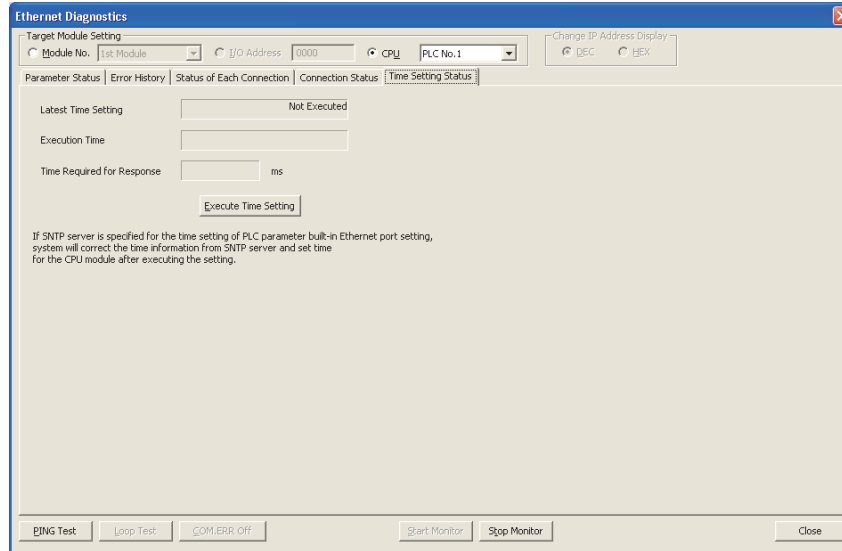 Ethernet Diagnostics
Target Module Setting
Module No. 1st Module I/O Address 0000 CPU PLC No.1
Change IP Address Display
DEC HEX
Parameter Status Error History Status of Each Connection Connection Status Time Setting Status
Latest Time Setting Not Executed
Execution Time
Time Required for Response ms
Execute Time Setting
If SNTP server is specified for the time setting of PLC parameter built-in Ethernet port setting,
system will correct the time information from SNTP server and set time
for the CPU module after executing the setting.
PING Test Loop Test COM.ERR Off Start Monitor Stop Monitor Close